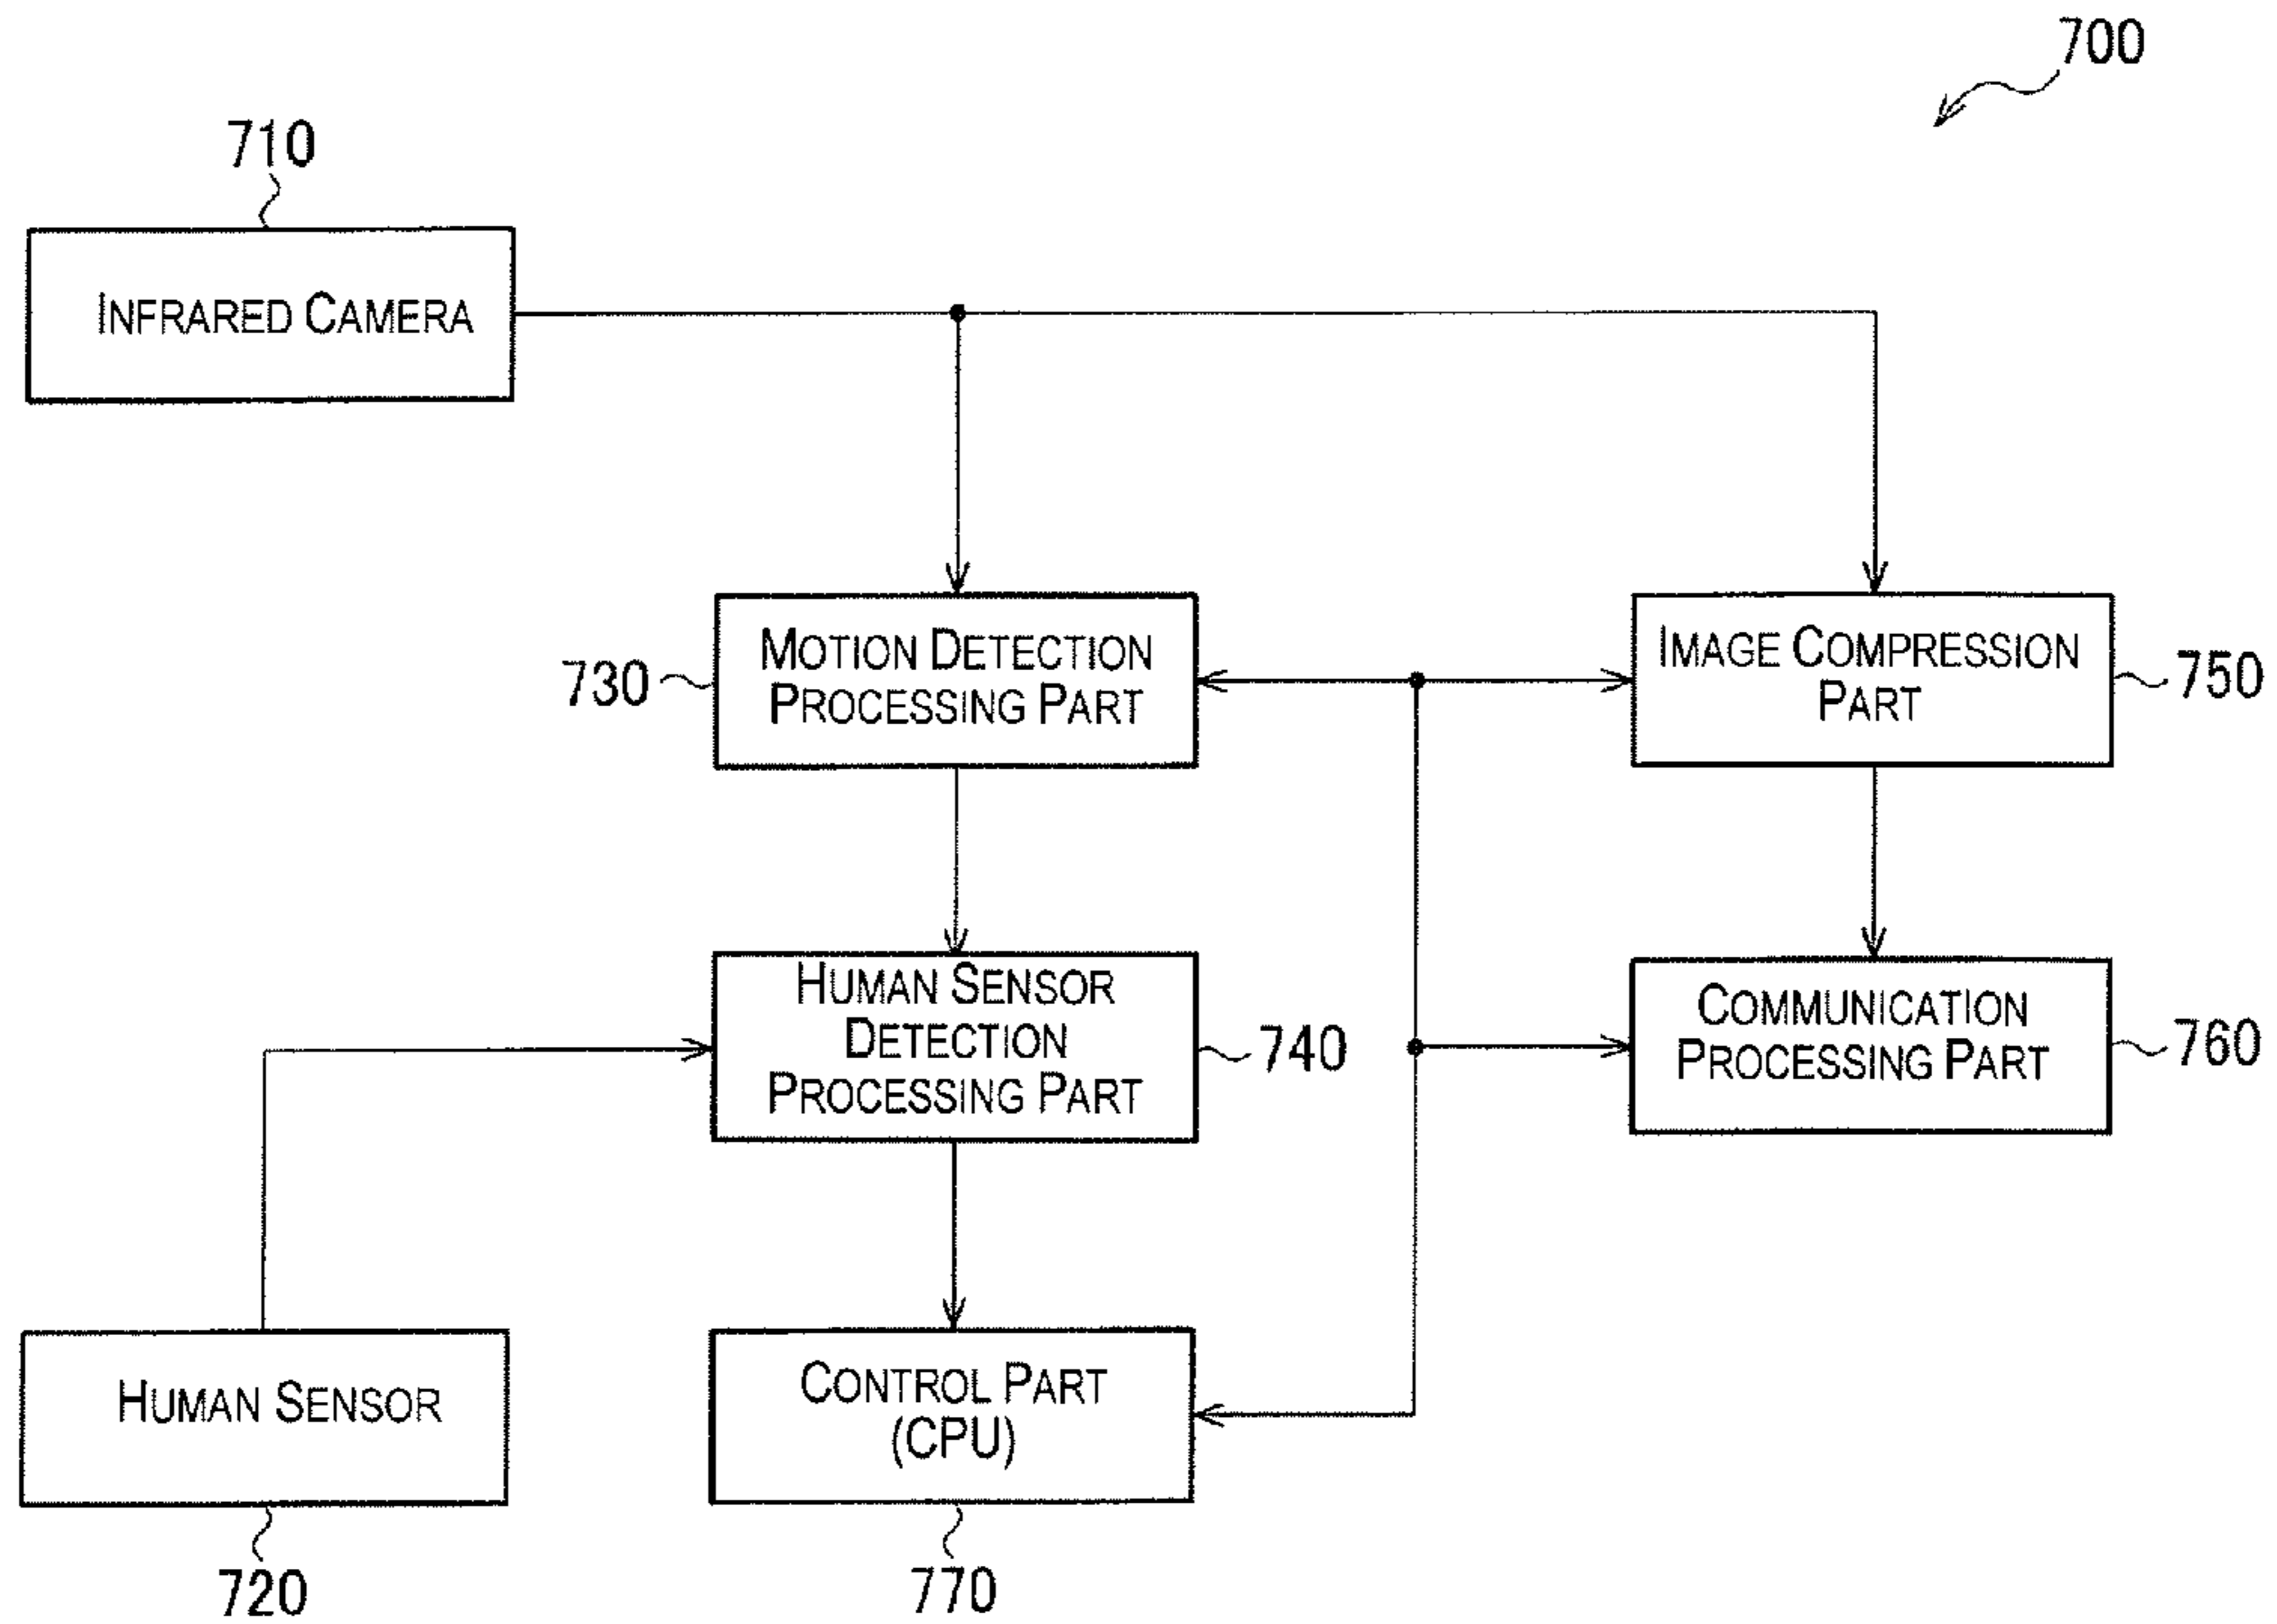 700
710
INFRARED CAMERA
730
MOTION DETECTION
PROCESSING PART
IMAGE COMPRESSION
PART
750
HUMAN SENSOR
DETECTION
PROCESSING PART
740
COMMUNICATION
PROCESSING PART
760
HUMAN SENSOR
720
CONTROL PART
(CPU)
770